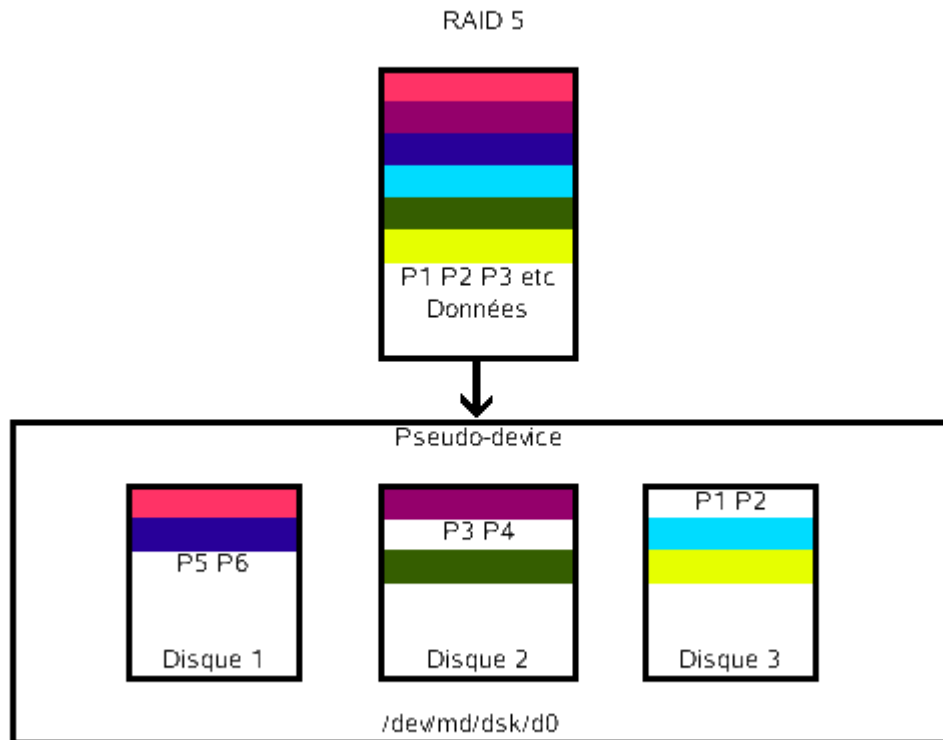 RAID 5
P1 P2 P3 etc
Données
Pseudo-device
P1 P2
P3 P4
P5 P6
Disque 1
Disque 2
Disque 3
/dev/md/dsk/d0